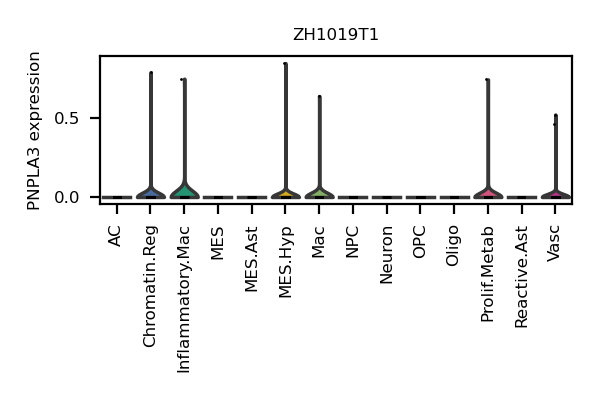 ZH1019T1
PNPLA3 expression
0.5
0.0
AC
Chromatin.Reg
Inflammatory.Mac
MES
MES.Ast
MES.Hyp
Mac
NPC
Neuron
OPC
Oligo
Prolif.Metab
Reactive.Ast
Vasc